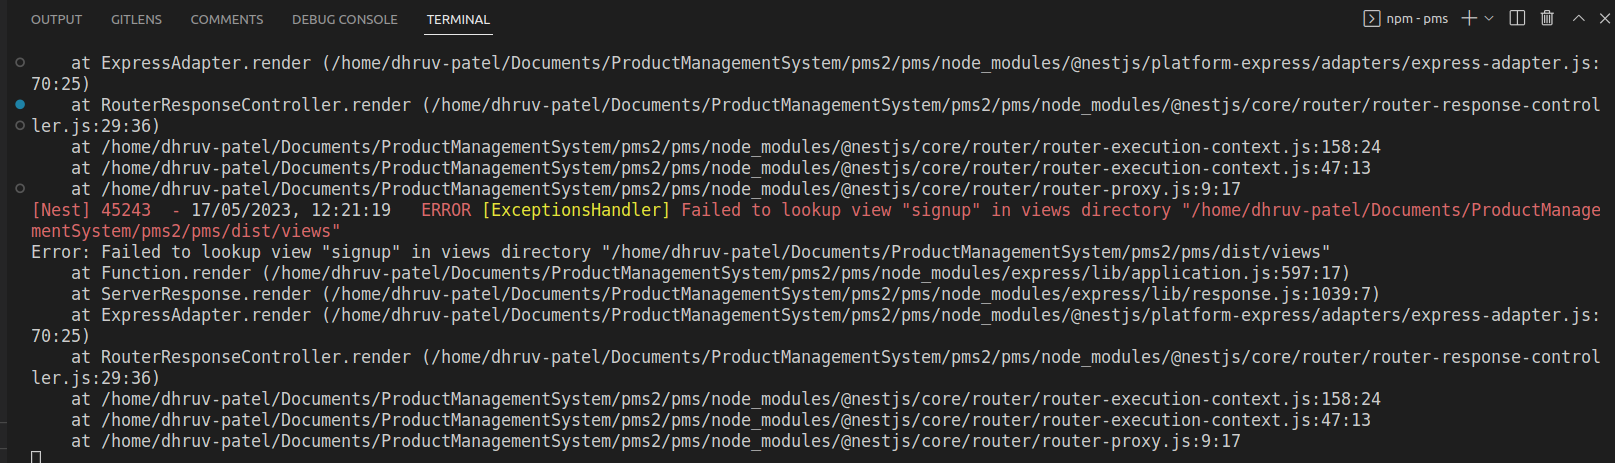 OUTPUT GITLENS COMMENTS DEBUG CONSOLE TERMINAL npm - pms
at ExpressAdapter.render (/home/dhruv-patel/Documents/ProductManagementSystem/pms2/pms/node_modules/@nestjs/platform-express/adapters/express-adapter.js:
70:25)
at RouterResponseController.render (/home/dhruv-patel/Documents/ProductManagementSystem/pms2/pms/node_modules/@nestjs/core/router/router-response-control
ler.js:29:36)
at /home/dhruv-patel/Documents/ProductManagementSystem/pms2/pms/node_modules/@nestjs/core/router/router-execution-context.js:158:24
at /home/dhruv-patel/Documents/ProductManagementSystem/pms2/pms/node_modules/@nestjs/core/router/router-execution-context.js:47:13
at /home/dhruv-patel/Documents/ProductManagementSystem/pms2/pms/node_modules/@nestjs/core/router/router-proxy.js:9:17
[Nest] 45243 - 17/05/2023, 12:21:19 ERROR [ExceptionsHandler] Failed to lookup view "signup" in views directory "/home/dhruv-patel/Documents/ProductManage
mentSystem/pms2/pms/dist/views"
Error: Failed to lookup view "signup" in views directory "/home/dhruv-patel/Documents/ProductManagementSystem/pms2/pms/dist/views"
at Function.render (/home/dhruv-patel/Documents/ProductManagementSystem/pms2/pms/node_modules/express/lib/application.js:597:17)
at ServerResponse.render (/home/dhruv-patel/Documents/ProductManagementSystem/pms2/pms/node_modules/express/lib/response.js:1039:7)
at ExpressAdapter.render (/home/dhruv-patel/Documents/ProductManagementSystem/pms2/pms/node_modules/@nestjs/platform-express/adapters/express-adapter.js:
70:25)
at RouterResponseController.render (/home/dhruv-patel/Documents/ProductManagementSystem/pms2/pms/node_modules/@nestjs/core/router/router-response-control
ler.js:29:36)
at /home/dhruv-patel/Documents/ProductManagementSystem/pms2/pms/node_modules/@nestjs/core/router/router-execution-context.js:158:24
at /home/dhruv-patel/Documents/ProductManagementSystem/pms2/pms/node_modules/@nestjs/core/router/router-execution-context.js:47:13
at /home/dhruv-patel/Documents/ProductManagementSystem/pms2/pms/node_modules/@nestjs/core/router/router-proxy.js:9:17